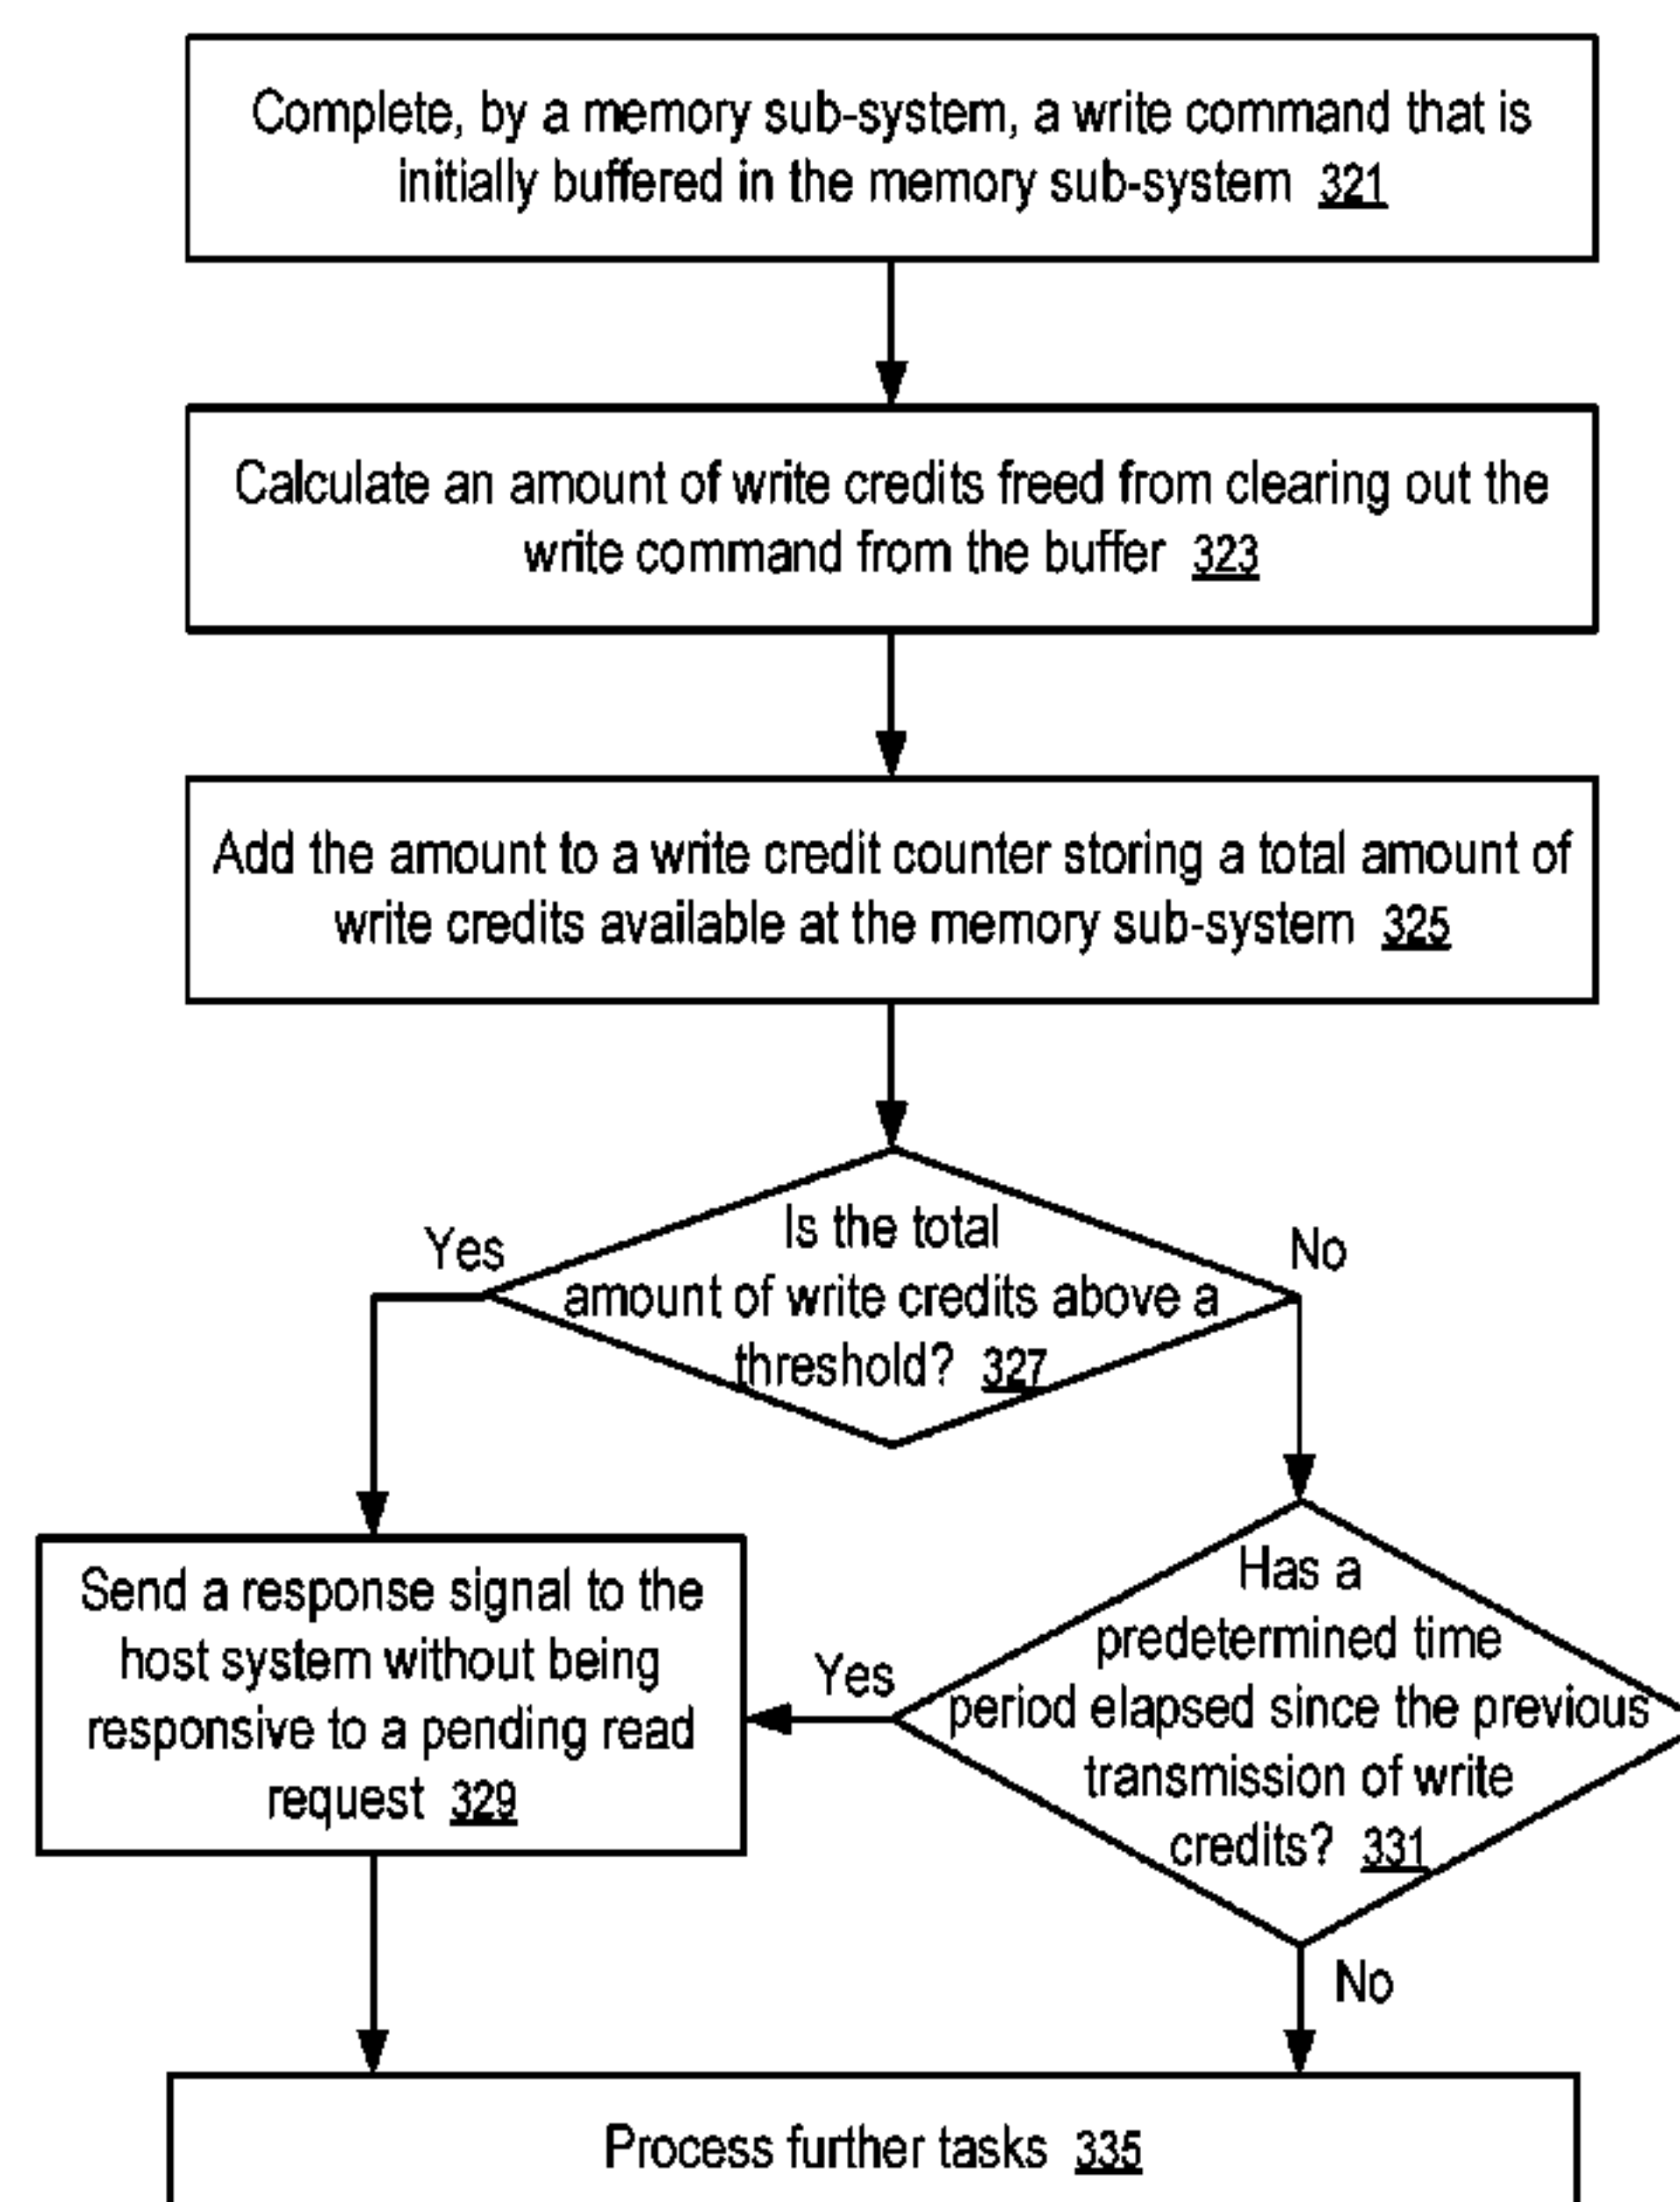 Complete, by a memory sub-system, a write command that is
initially buffered in the memory sub-system 321
Calculate an amount of write credits freed from clearing out the
write command from the buffer 323
Add the amount to a write credit counter storing a total amount of
write credits available at the memory sub-system 325
Is the total
amount of write credits above a
threshold? 327
Yes
No
Send a response signal to the
host system without being
responsive to a pending read
request 329
Has a
predetermined time
period elapsed since the previous
transmission of write
credits? 331
Yes
No
Process further tasks 335